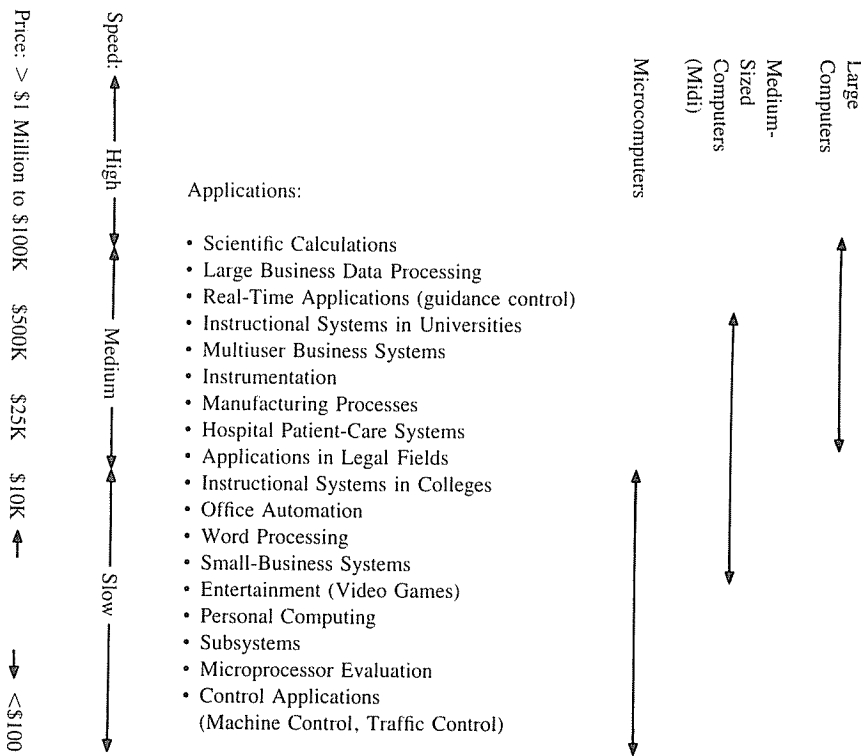 Large
Computers
Medium-
Sized
Computers
(Midi)
Microcomputers
Applications:
• Scientific Calculations
• Large Business Data Processing
• Real-Time Applications (guidance control)
• Instructional Systems in Universities
• Multiuser Business Systems
• Instrumentation
• Manufacturing Processes
• Hospital Patient-Care Systems
• Applications in Legal Fields
• Instructional Systems in Colleges
• Office Automation
• Word Processing
• Small-Business Systems
• Entertainment (Video Games)
• Personal Computing
• Subsystems
• Microprocessor Evaluation
• Control Applications
(Machine Control, Traffic Control)
Speed: High Medium Slow
Price: > $1 Million to $100K $500K $25K $10K <$100